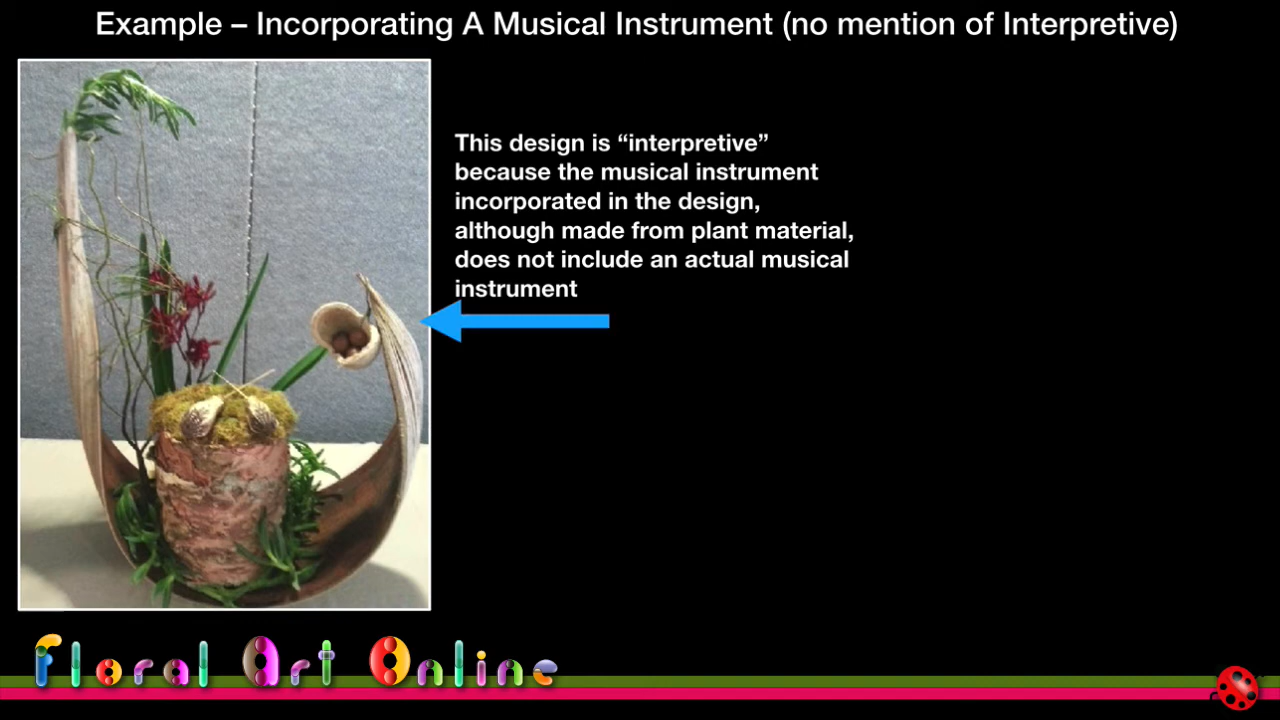 Example – Incorporating A Musical Instrument (no mention of Interpretive)
This design is “interpretive”
because the musical instrument
incorporated in the design,
although made from plant material,
does not include an actual musical
instrument
Floral Art Online